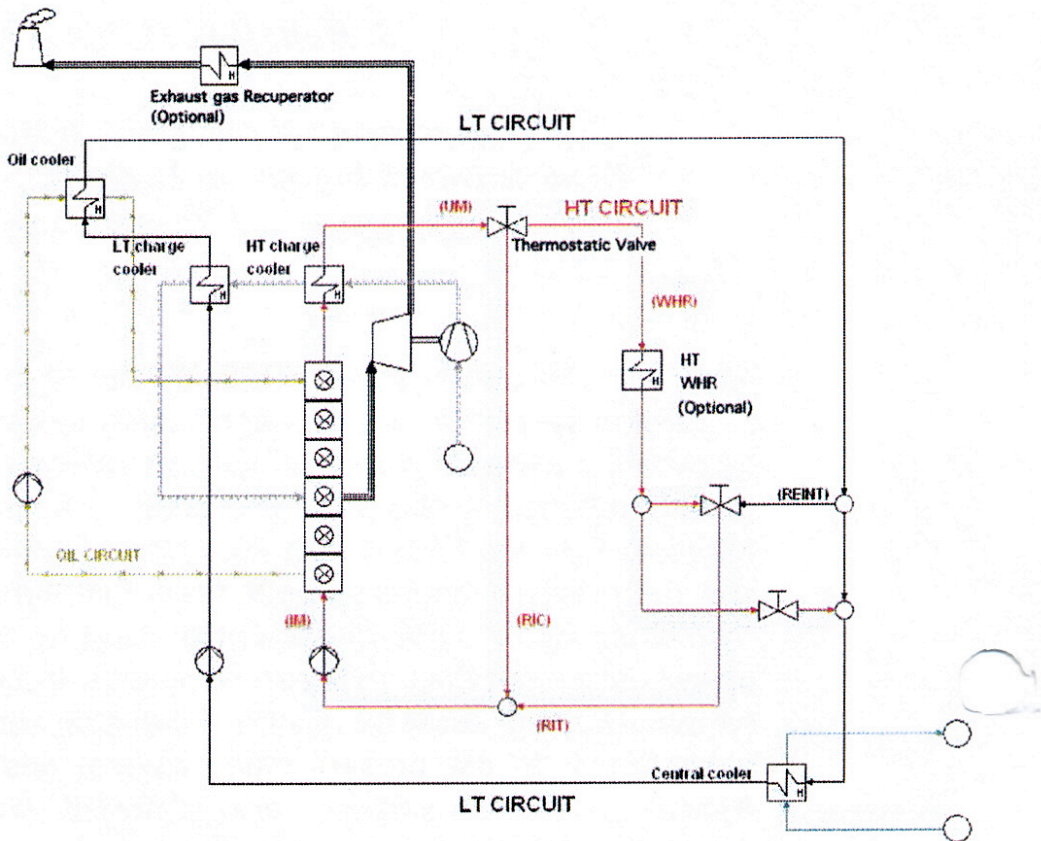 Exhaust gas Recuperator
(Optional)
LT CIRCUIT
Oil cooler
H
(UM)
HT CIRCUIT
Thermostatic Valve
LT charge
cooler
HT charge
cooler
H
H
H
(WHR)
HT
WHR
(Optional)
H
(REINT)
OIL CIRCUIT
(IM)
(RIC)
(RIT)
Central cooler
H
LT CIRCUIT